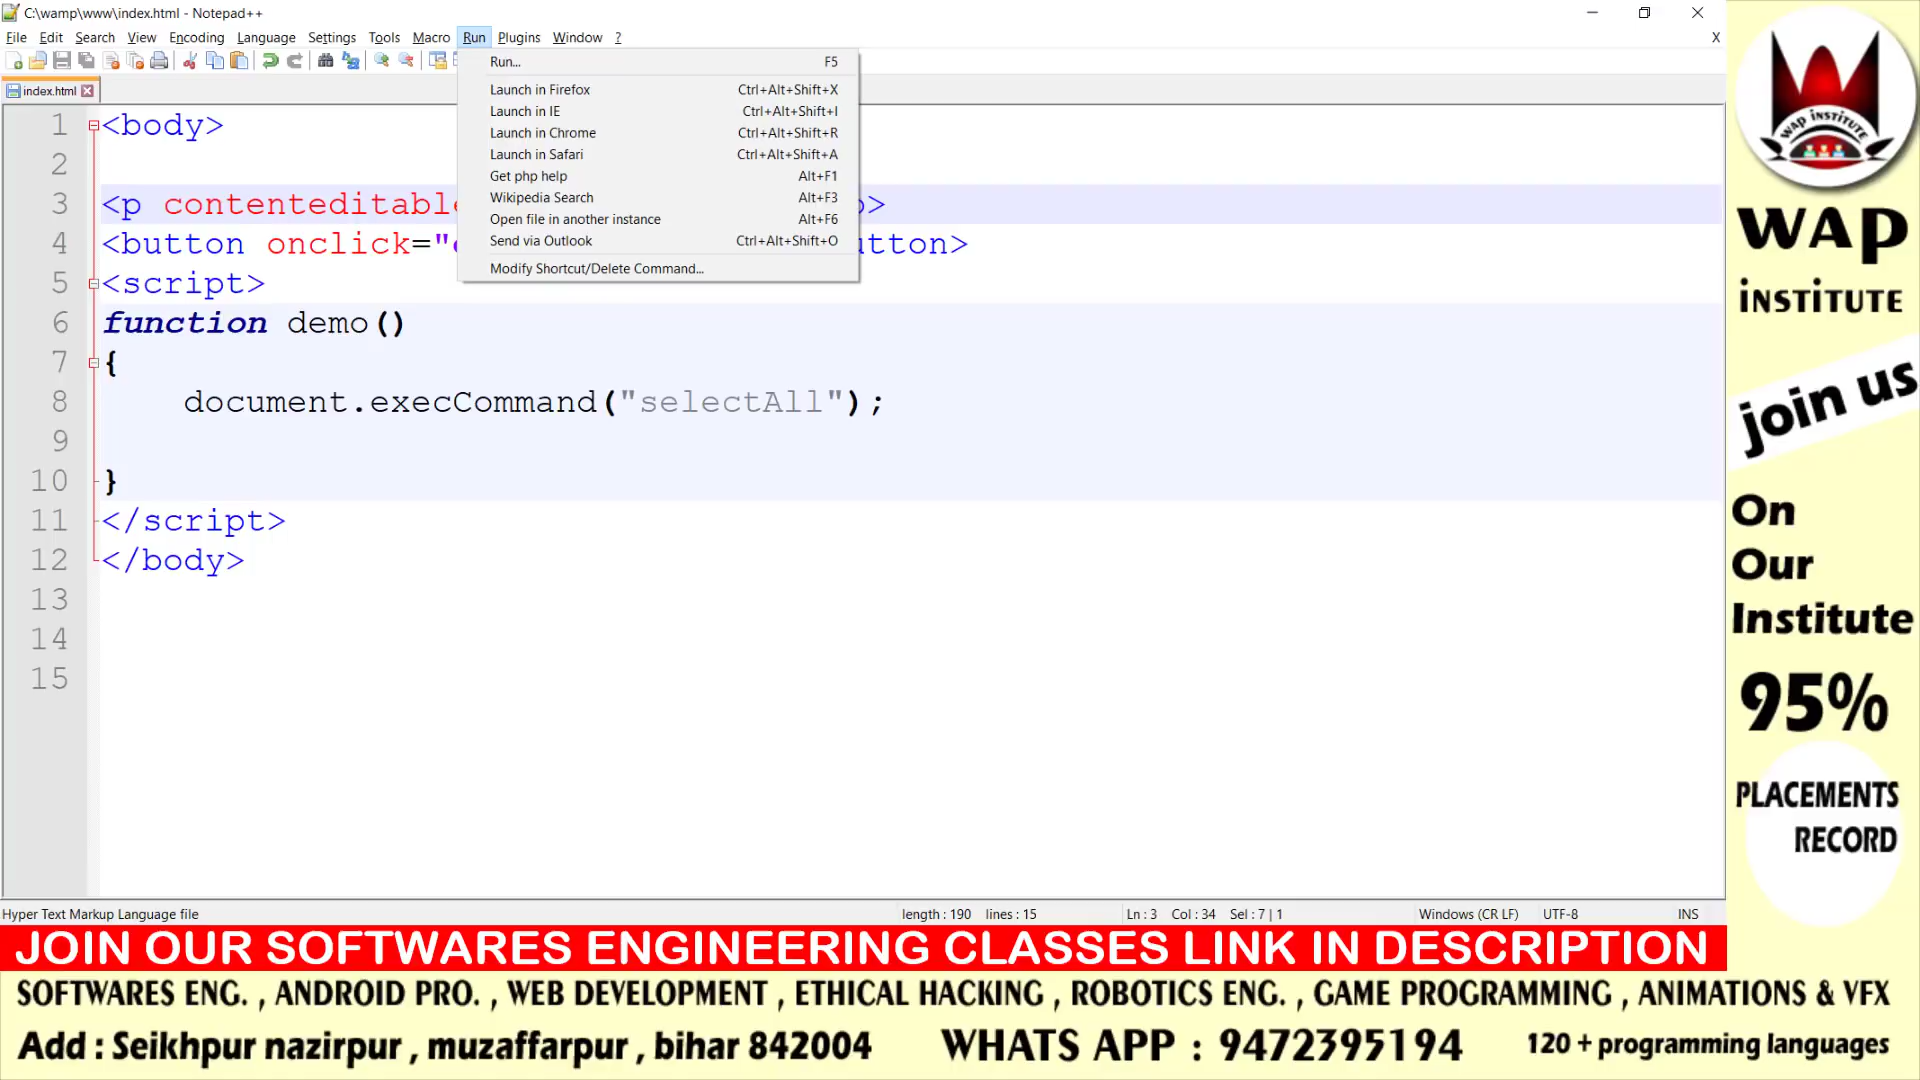 C:\wamp\www\index.html - Notepad++
File Edit Search View Encoding Language Settings Tools Macro Run Plugins Window ?
X
Run... F5
Launch in Firefox Ctrl+Alt+Shift+X
Launch in IE Ctrl+Alt+Shift+I
Launch in Chrome Ctrl+Alt+Shift+R
Launch in Safari Ctrl+Alt+Shift+A
Get php help Alt+F1
Wikipedia Search Alt+F3
Open file in another instance Alt+F6
Send via Outlook Ctrl+Alt+Shift+O
Modify Shortcut/Delete Command...
index.html
1 <body>
2
3 <p contenteditable >
4 <button onclick=" utton>
5 <script>
6 function demo()
7 {
8 document.execCommand("selectAll");
9
10 }
11 </script>
12 </body>
13
14
15
Hyper Text Markup Language file length : 190 lines : 15 Ln : 3 Col : 34 Sel : 7 | 1 Windows (CR LF) UTF-8 INS
WAP INSTITUTE
WAP
INSTITUTE
join us
On
Our
Institute
95%
PLACEMENTS
RECORD
JOIN OUR SOFTWARES ENGINEERING CLASSES LINK IN DESCRIPTION
SOFTWARES ENG. , ANDROID PRO. , WEB DEVELOPMENT , ETHICAL HACKING , ROBOTICS ENG. , GAME PROGRAMMING , ANIMATIONS & VFX
Add : Seikhpur nazirpur , muzaffarpur , bihar 842004 WHATS APP : 9472395194 120 + programming languages